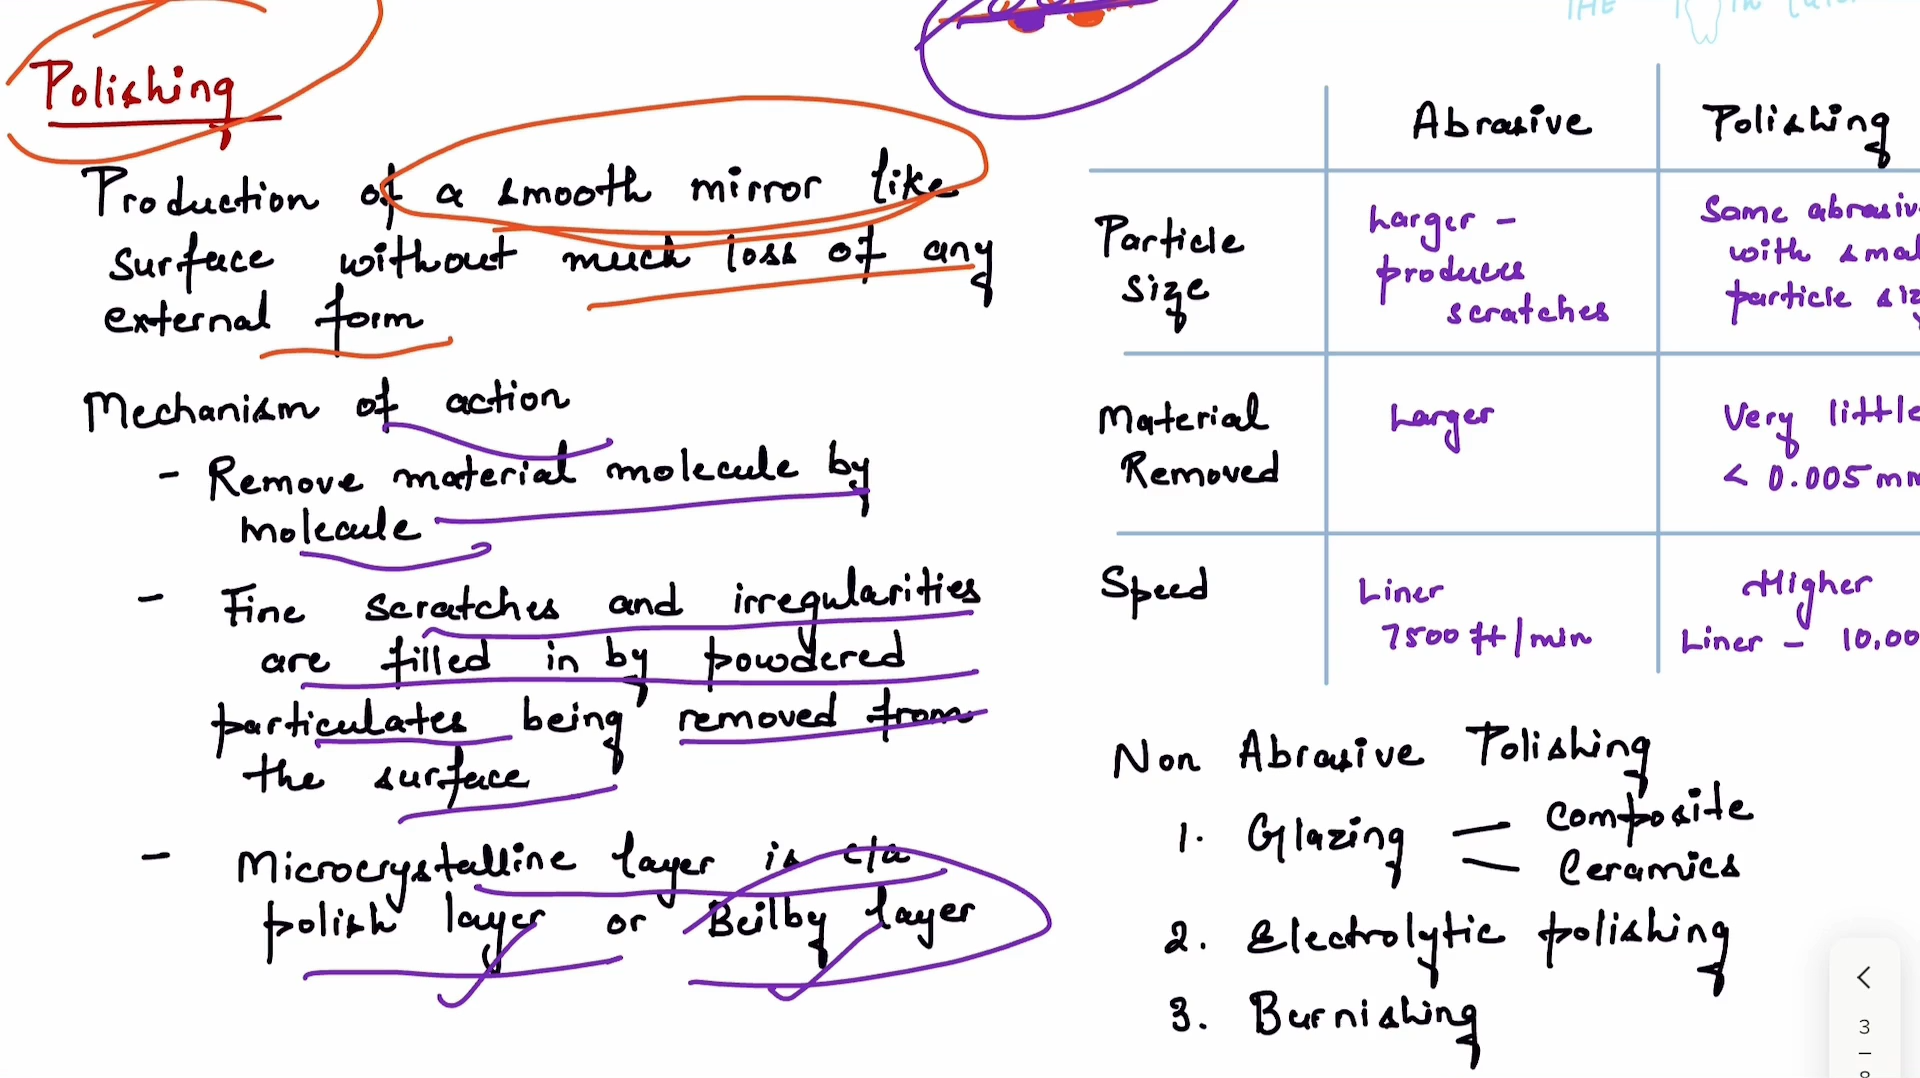 THE
Polishing
Production of a smooth mirror like
surface without much loss of any
external form
Mechanism of action
- Remove material molecule by
molecule
- Fine scratches and irregularities
are filled in by powdered
particulates being removed from
the surface
- Microcrystalline layer is c/a
polish layer or Beilby layer
Abrasive Polishing
Particle size
Larger - produces scratches
Same abrasiv
with smal
particle siz
Material Removed
Larger
Very little
< 0.005 mm
Speed
Liner
7500 ft/min
Higher
Liner - 10,00
Non Abrasive Polishing
1. Glazing — Composite
— Ceramics
2. Electrolytic polishing
3. Burnishing
<
3